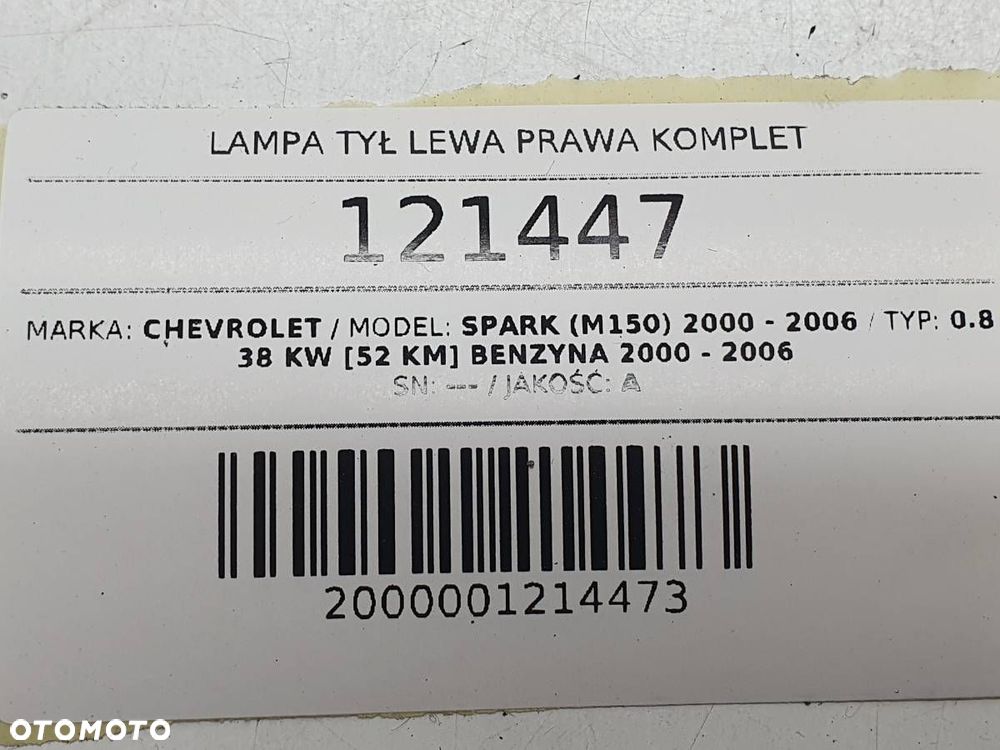 LAMPA TYŁ LEWA PRAWA KOMPLET
121447
MARKA: CHEVROLET / MODEL: SPARK (M150) 2000 - 2006 / TYP: 0.8
38 KW [52 KM] BENZYNA 2000 - 2006
SN: --- / JAKOŚĆ: A
2000001214473
OTOMOTO